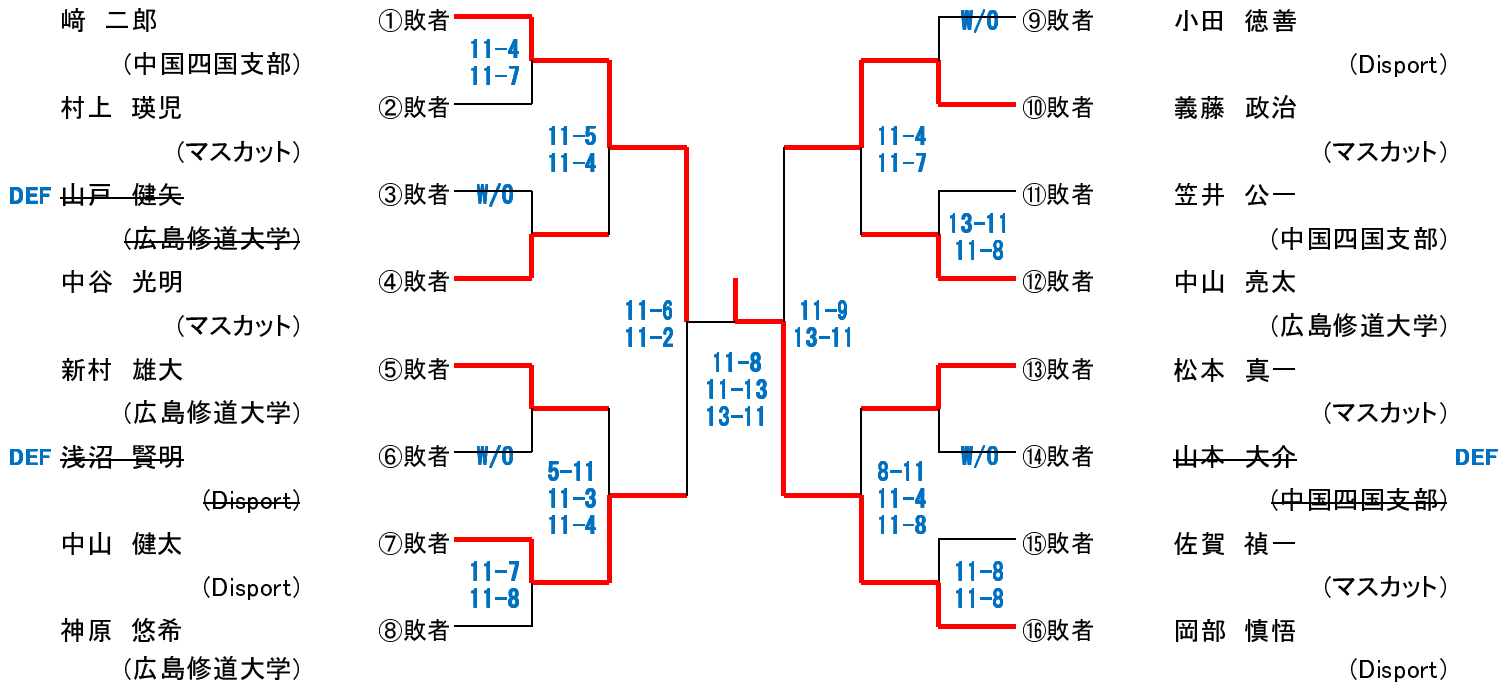 﨑 二郎 ①敗者 W/O ⑨敗者 小田 徳善
11-4
(中国四国支部) (Disport)
11-7
村上 瑛児 ②敗者 ⑩敗者 義藤 政治
11-5 11-4
(マスカット) (マスカット)
11-4 11-7
DEF 山戸 健矢 ③敗者 W/O ⑪敗者 笠井 公一
13-11
(広島修道大学) (中国四国支部)
11-8
中谷 光明 ④敗者 ⑫敗者 中山 亮太
11-6 11-9
(マスカット) (広島修道大学)
11-2 13-11
11-8
新村 雄大 ⑤敗者 ⑬敗者 松本 真一
11-13
(広島修道大学) 13-11 (マスカット)
DEF 浅沼 賢明 ⑥敗者 W/O W/O ⑭敗者 山本 大介 DEF
5-11 8-11
(Disport) 11-3 11-4 (中国四国支部)
11-4 11-8
中山 健太 ⑦敗者 ⑮敗者 佐賀 禎一
11-7 11-8
(Disport) (マスカット)
11-8 11-8
神原 悠希 ⑧敗者 ⑯敗者 岡部 慎悟
(広島修道大学) (Disport)